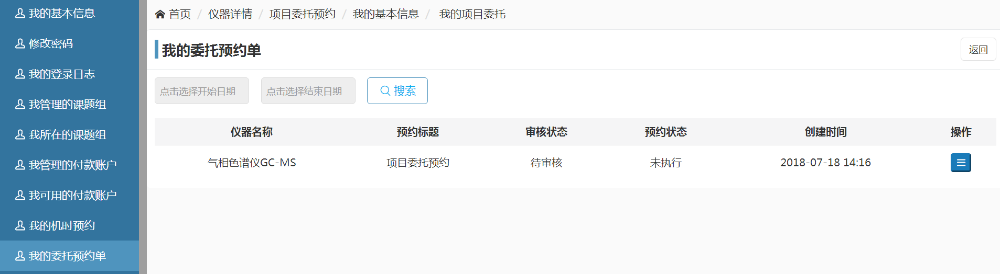 我的基本信息
修改密码
我的登录日志
我管理的课题组
我所在的课题组
我管理的付款账户
我可用的付款账户
我的机时预约
我的委托预约单
首页 / 仪器详情 / 项目委托预约 / 我的基本信息 / 我的项目委托
我的委托预约单
返回
点击选择开始日期 点击选择结束日期 搜索
仪器名称 预约标题 审核状态 预约状态 创建时间 操作
气相色谱仪GC-MS 项目委托预约 待审核 未执行 2018-07-18 14:16